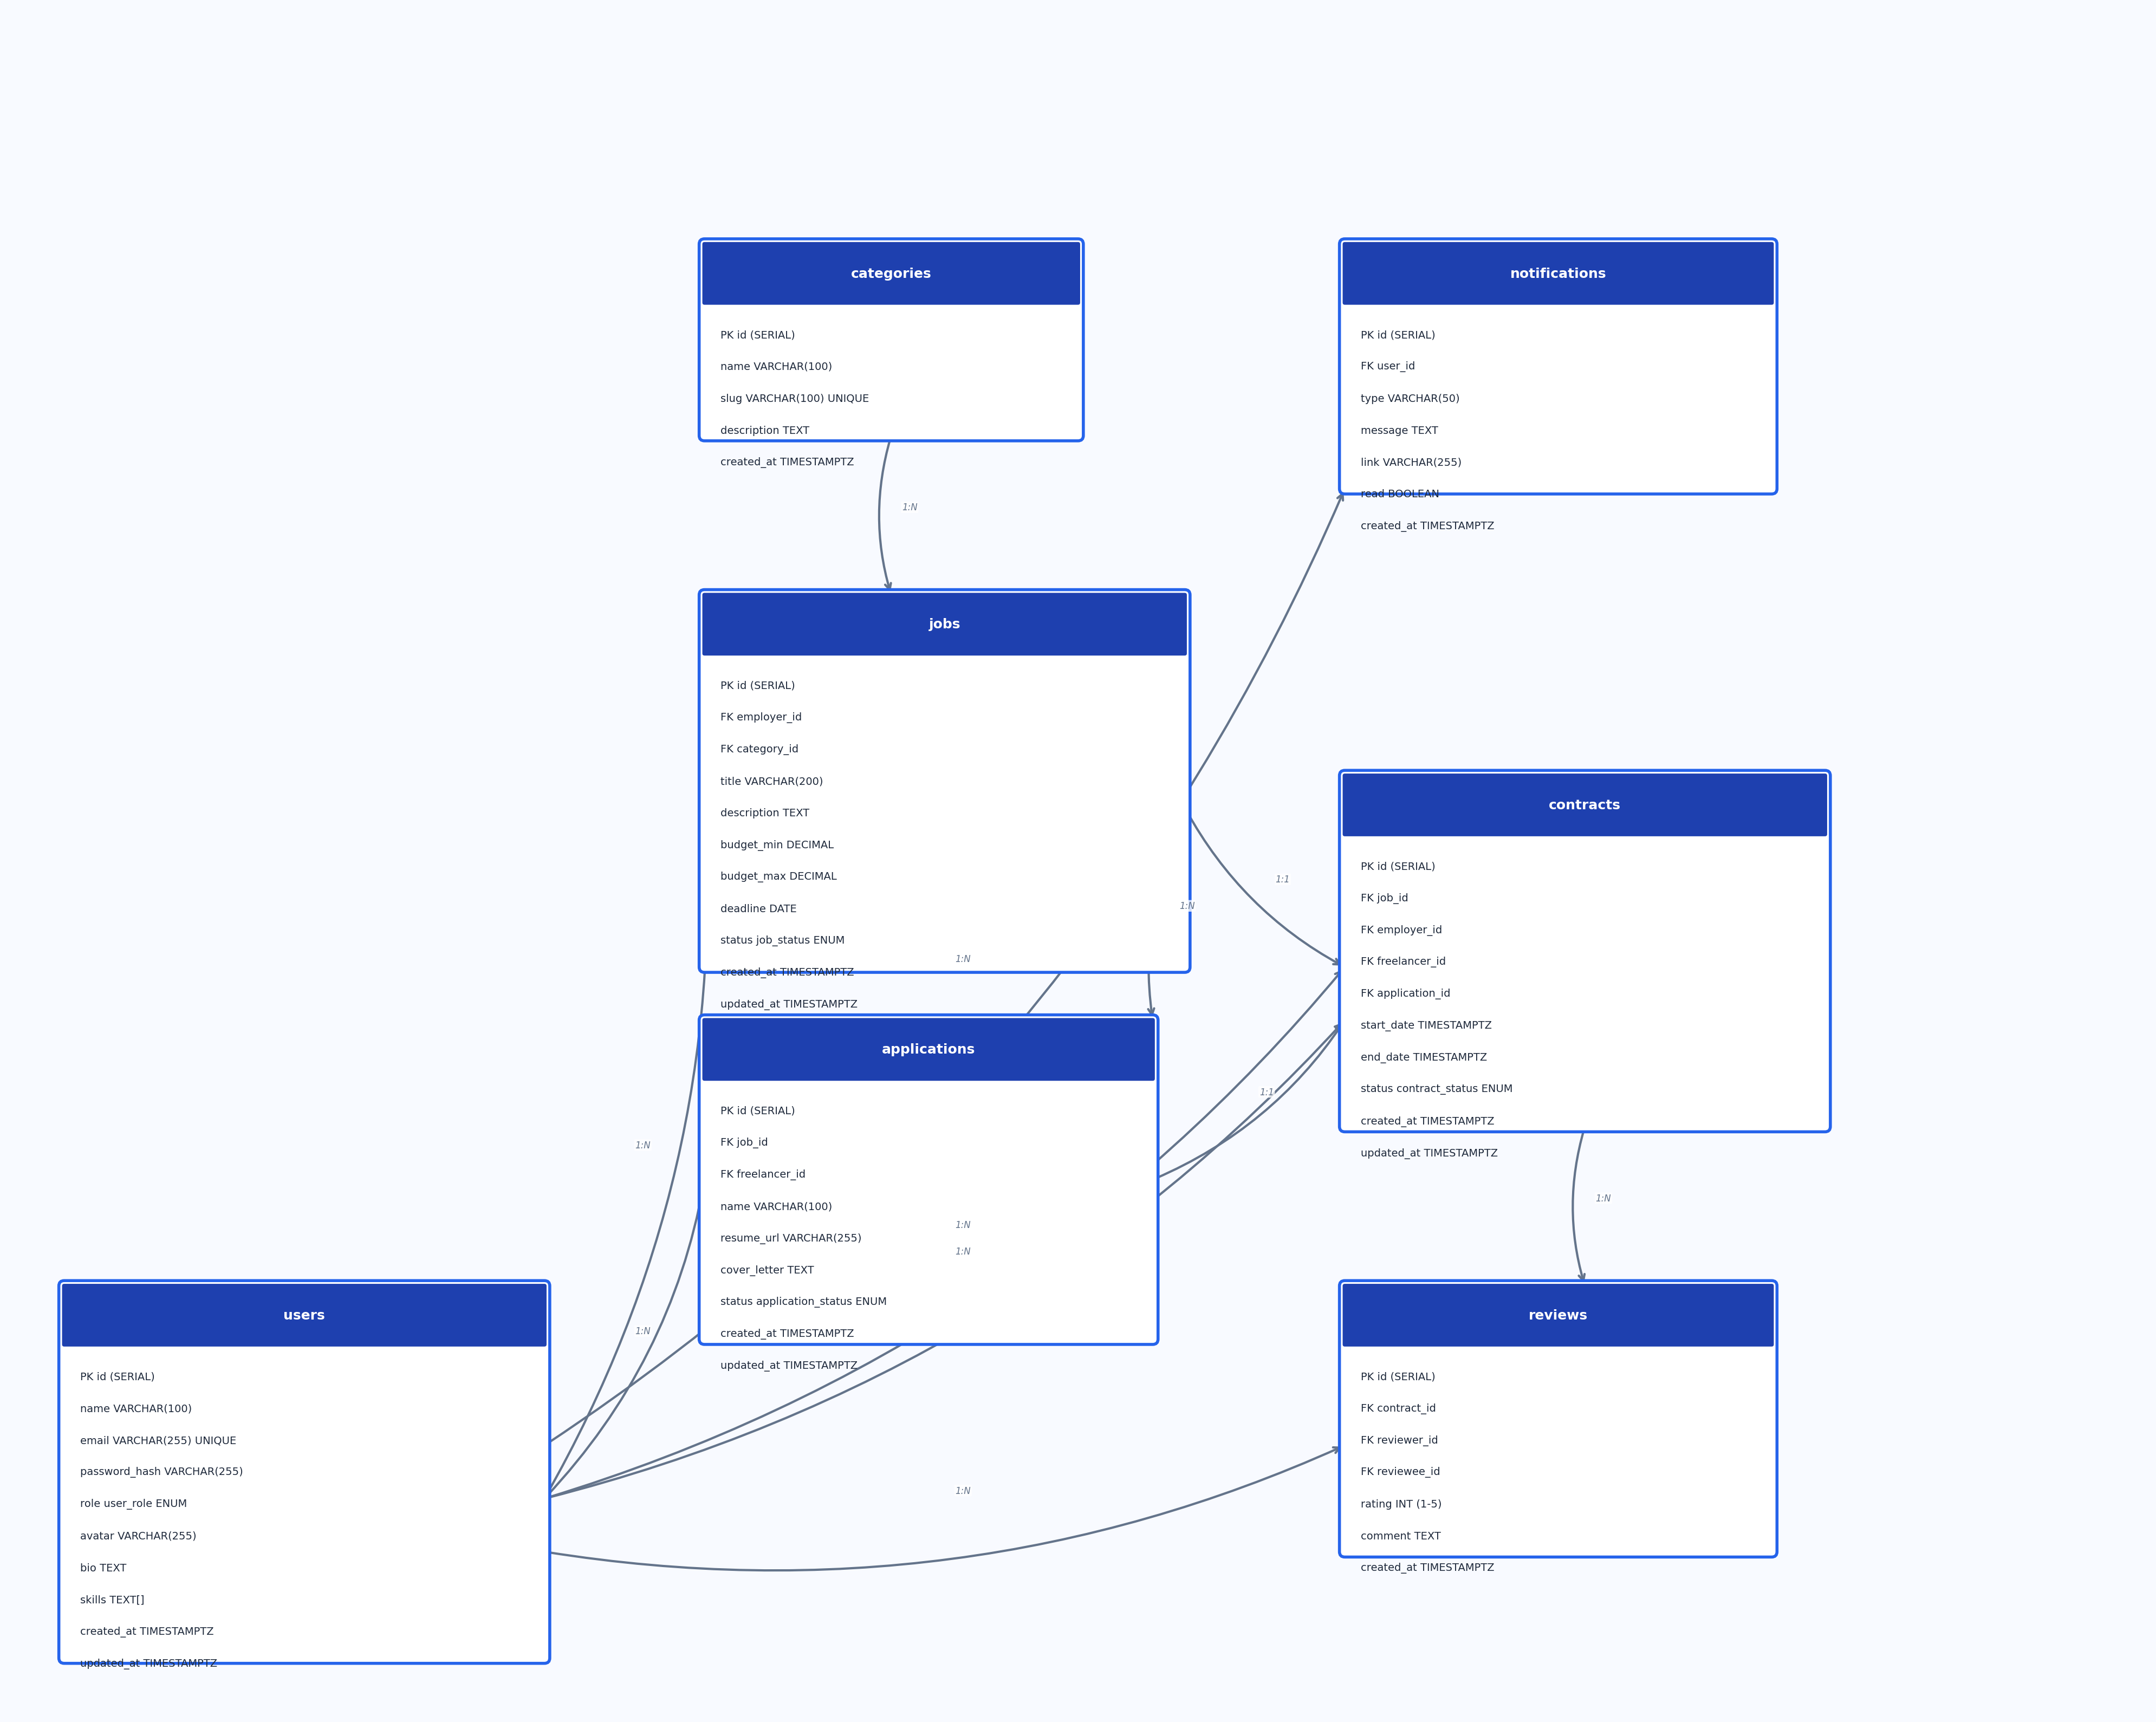 categories
PK id (SERIAL)
name VARCHAR(100)
slug VARCHAR(100) UNIQUE
description TEXT
created_at TIMESTAMPTZ
notifications
PK id (SERIAL)
FK user_id
type VARCHAR(50)
message TEXT
link VARCHAR(255)
read BOOLEAN
created_at TIMESTAMPTZ
1:N
jobs
PK id (SERIAL)
FK employer_id
FK category_id
title VARCHAR(200)
description TEXT
budget_min DECIMAL
budget_max DECIMAL
deadline DATE
status job_status ENUM
created_at TIMESTAMPTZ
updated_at TIMESTAMPTZ
1:N
1:N
1:1
contracts
PK id (SERIAL)
FK job_id
FK employer_id
FK freelancer_id
FK application_id
start_date TIMESTAMPTZ
end_date TIMESTAMPTZ
status contract_status ENUM
created_at TIMESTAMPTZ
updated_at TIMESTAMPTZ
applications
PK id (SERIAL)
FK job_id
FK freelancer_id
name VARCHAR(100)
resume_url VARCHAR(255)
cover_letter TEXT
status application_status ENUM
created_at TIMESTAMPTZ
updated_at TIMESTAMPTZ
1:N
1:N
1:1
1:N
1:N
1:N
users
PK id (SERIAL)
name VARCHAR(100)
email VARCHAR(255) UNIQUE
password_hash VARCHAR(255)
role user_role ENUM
avatar VARCHAR(255)
bio TEXT
skills TEXT[]
created_at TIMESTAMPTZ
updated_at TIMESTAMPTZ
1:N
reviews
PK id (SERIAL)
FK contract_id
FK reviewer_id
FK reviewee_id
rating INT (1-5)
comment TEXT
created_at TIMESTAMPTZ